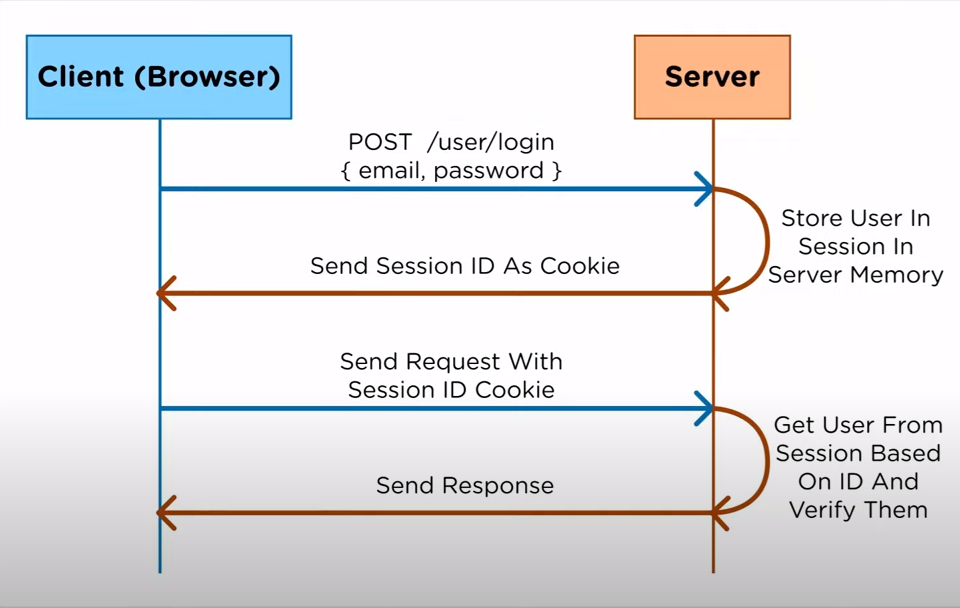 Client (Browser)
Server
POST /user/login
{ email, password }
Store User In
Session In
Server Memory
Send Session ID As Cookie
Send Request With
Session ID Cookie
Get User From
Session Based
On ID And
Verify Them
Send Response